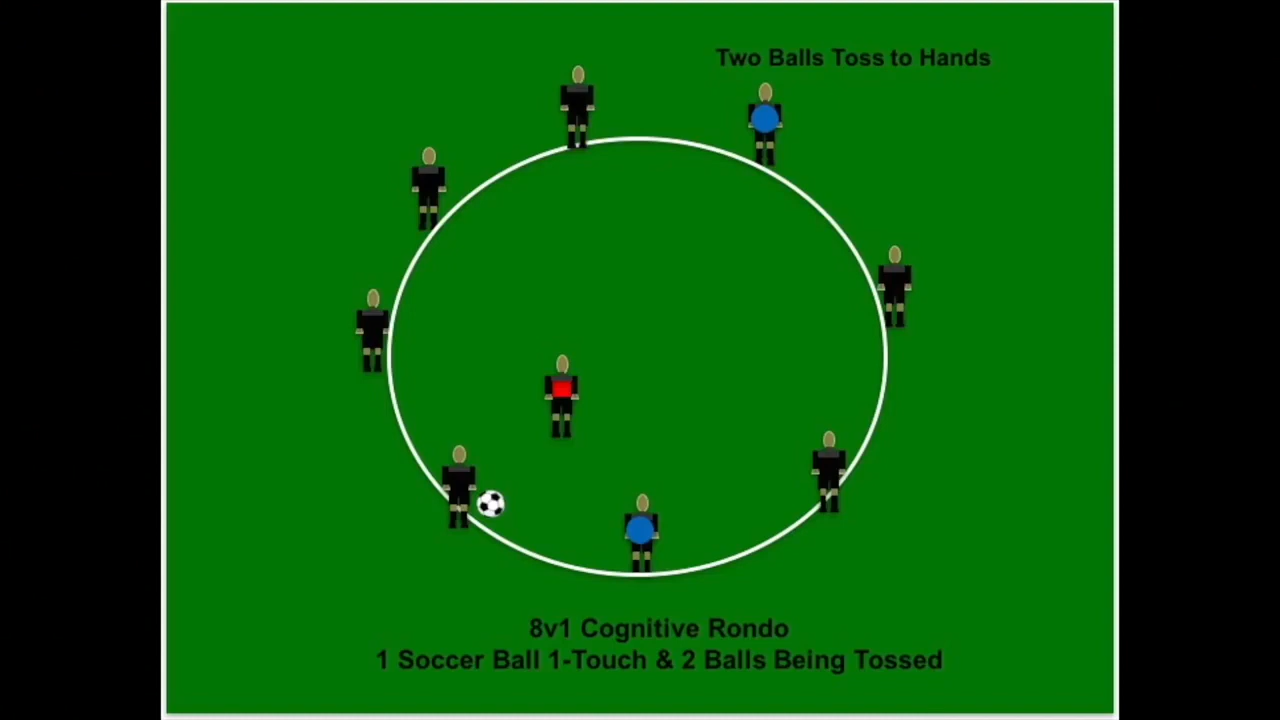 Two Balls Toss to Hands
8v1 Cognitive Rondo
1 Soccer Ball 1-Touch & 2 Balls Being Tossed